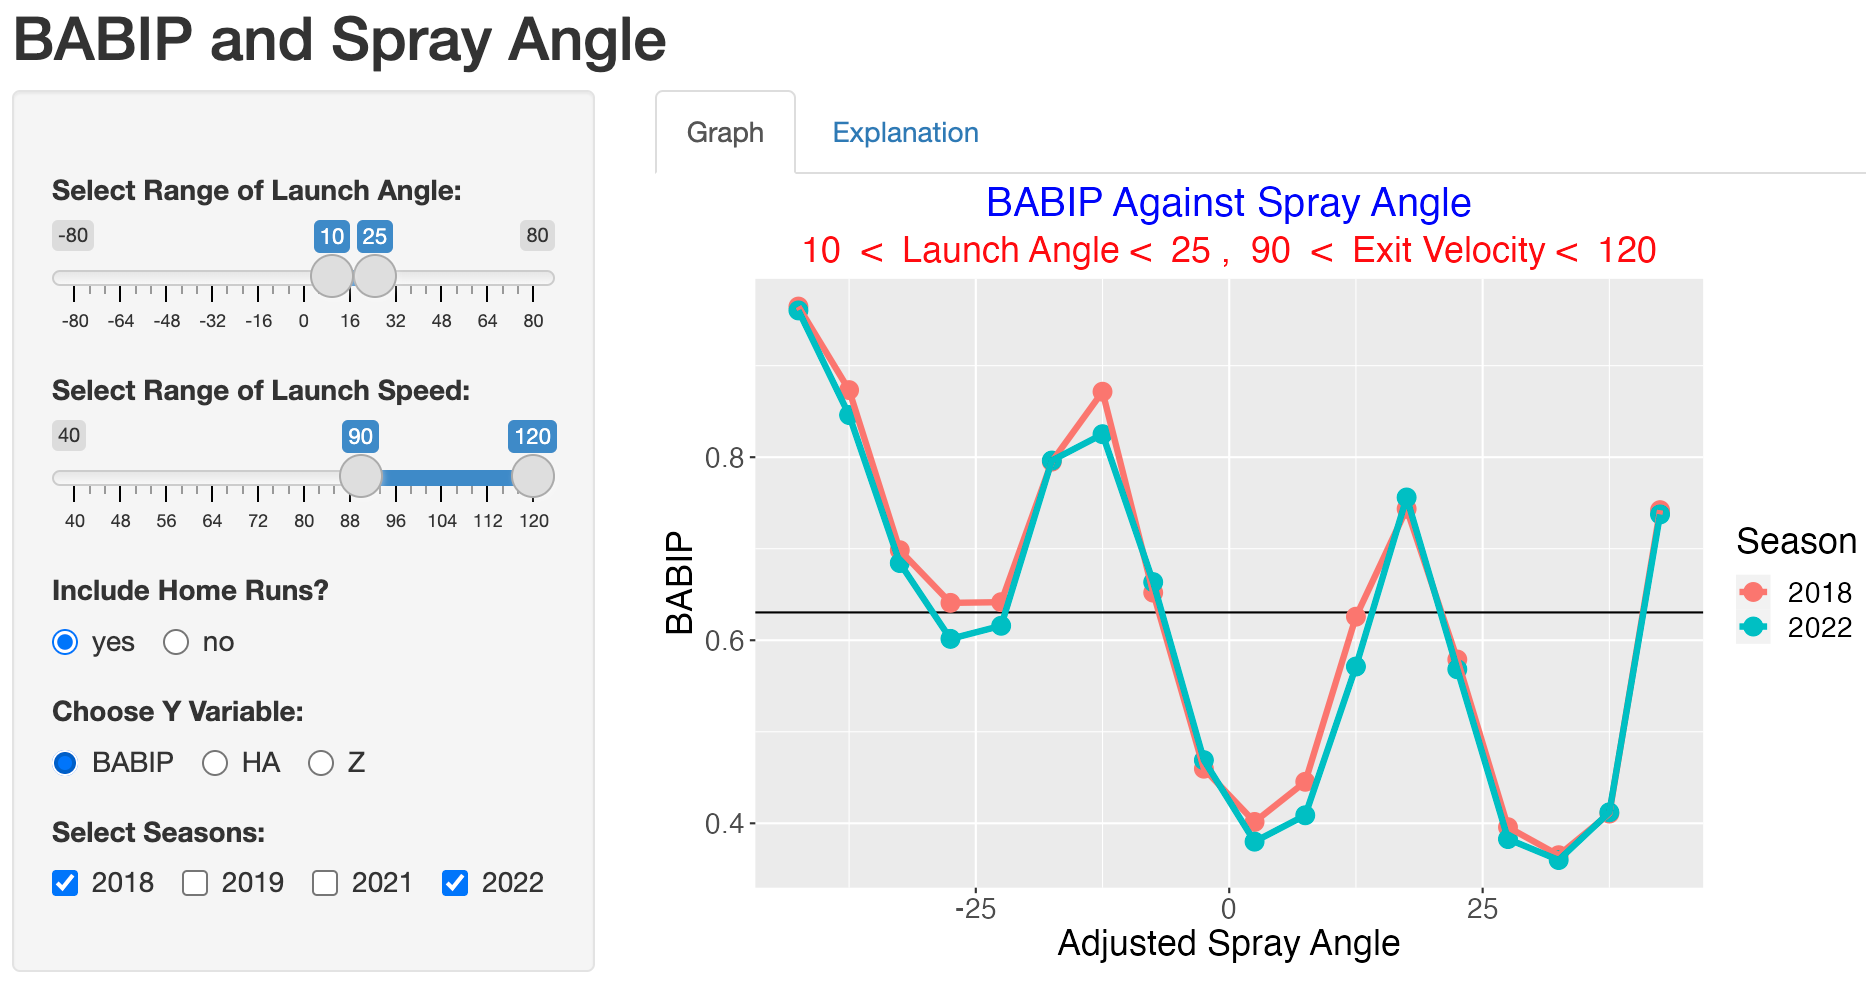 BABIP and Spray Angle
Select Range of Launch Angle:
-80 10 25 80
-80 -64 -48 -32 -16 0 16 32 48 64 80
Select Range of Launch Speed:
40 90 120
40 48 56 64 72 80 88 96 104 112 120
Include Home Runs?
yes no
Choose Y Variable:
BABIP HA Z
Select Seasons:
2018 2019 2021 2022
Graph Explanation
BABIP Against Spray Angle
10 < Launch Angle < 25 , 90 < Exit Velocity < 120
BABIP
0.8
0.6
0.4
-25 0 25
Adjusted Spray Angle
Season
2018
2022